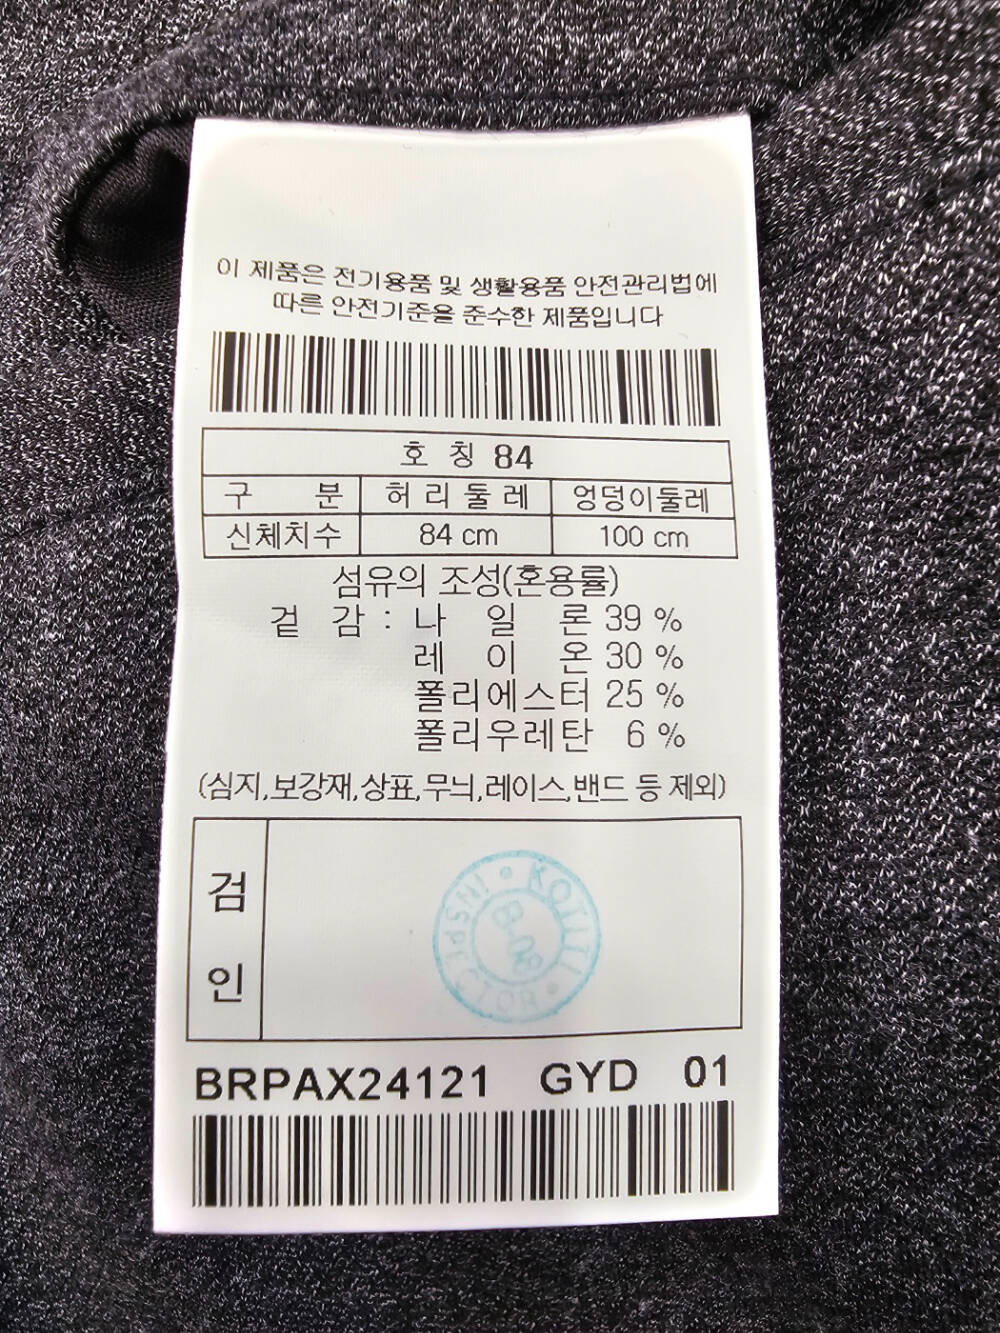 이 제품은 전기용품 및 생활용품 안전관리법에
따른 안전기준을 준수한 제품입니다
호 칭 84
구 분 허 리 둘 레 엉덩이둘레
신체치수 84 cm 100 cm
섬유의 조성(혼용률)
겉 감 : 나 일 론 39 %
레 이 온 30 %
폴리에스터 25 %
폴리우레탄 6 %
(심지,보강재,상표,무늬,레이스,밴드 등 제외)
검
인
KOTITI
INSPECTOR
B-08
BRPAX24121 GYD 01